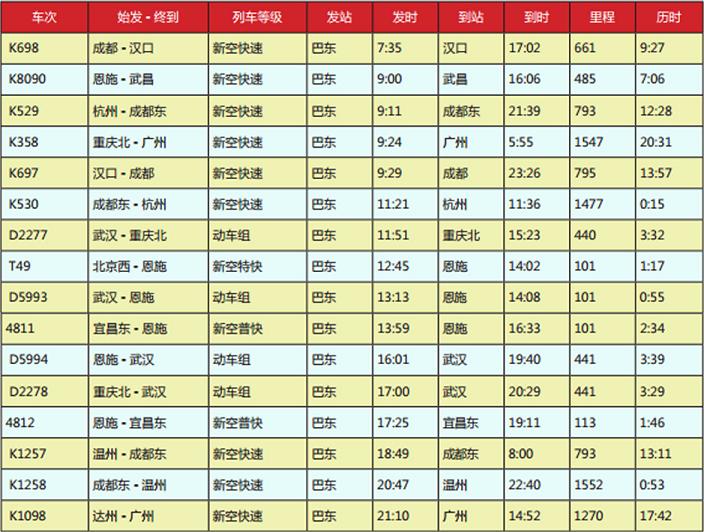 车次 始发 - 终到 列车等级 发站 发时 到站 到时 里程 历时
K698 成都 - 汉口 新空快速 巴东 7:35 汉口 17:02 661 9:27
K8090 恩施 - 武昌 新空快速 巴东 9:00 武昌 16:06 485 7:06
K529 杭州 - 成都东 新空快速 巴东 9:11 成都东 21:39 793 12:28
K358 重庆北 - 广州 新空快速 巴东 9:24 广州 5:55 1547 20:31
K697 汉口 - 成都 新空快速 巴东 9:29 成都 23:26 795 13:57
K530 成都东 - 杭州 新空快速 巴东 11:21 杭州 11:36 1477 0:15
D2277 武汉 - 重庆北 动车组 巴东 11:51 重庆北 15:23 440 3:32
T49 北京西 - 恩施 新空特快 巴东 12:45 恩施 14:02 101 1:17
D5993 武汉 - 恩施 动车组 巴东 13:13 恩施 14:08 101 0:55
4811 宜昌东 - 恩施 新空普快 巴东 13:59 恩施 16:33 101 2:34
D5994 恩施 - 武汉 动车组 巴东 16:01 武汉 19:40 441 3:39
D2278 重庆北 - 武汉 动车组 巴东 17:00 武汉 20:29 441 3:29
4812 恩施 - 宜昌东 新空普快 巴东 17:25 宜昌东 19:11 113 1:46
K1257 温州 - 成都东 新空快速 巴东 18:49 成都东 8:00 793 13:11
K1258 成都东 - 温州 新空快速 巴东 20:47 温州 22:40 1552 0:53
K1098 达州 - 广州 新空快速 巴东 21:10 广州 14:52 1270 17:42